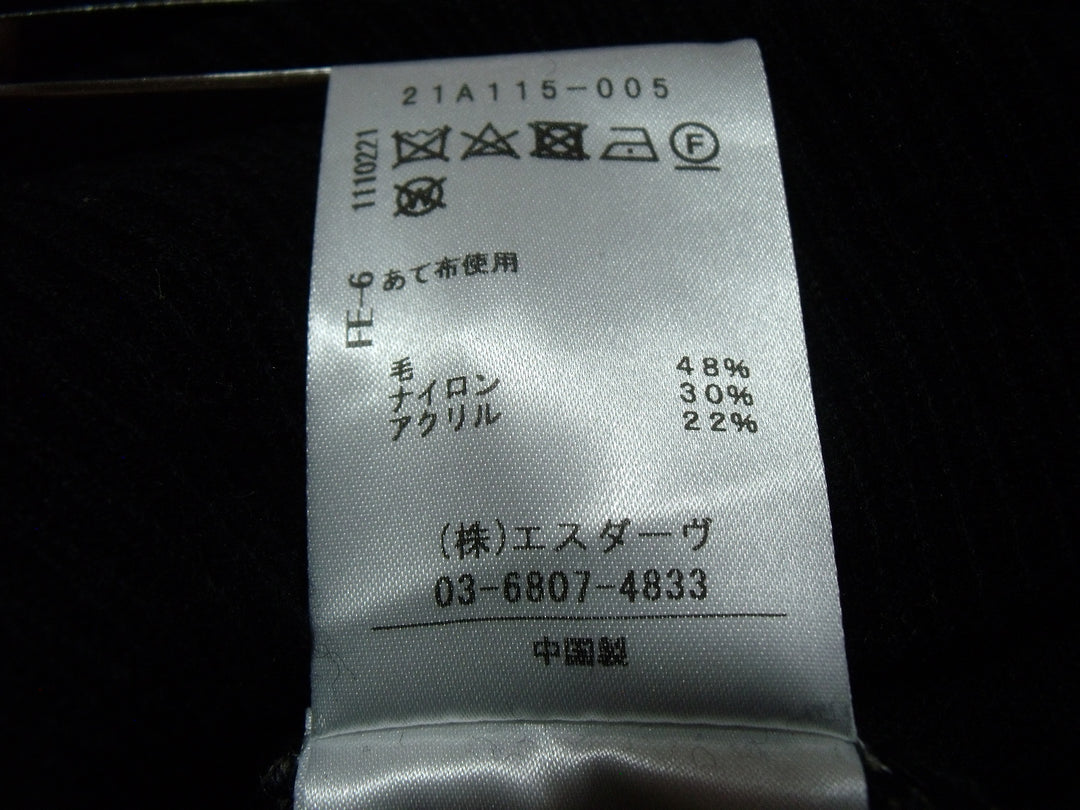 21A115-005
1110221
F
W
FE-6
あて布使用
毛 48%
ナイロン 30%
アクリル 22%
(株)エスダーヴ
03-6807-4833
中国製